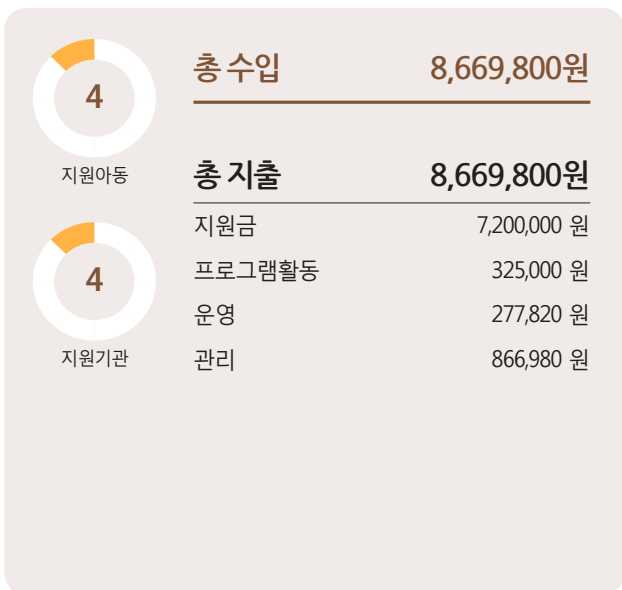 4
지원아동
4
지원기관
총 수입 8,669,800원
총 지출 8,669,800원
지원금 7,200,000 원
프로그램활동 325,000 원
운영 277,820 원
관리 866,980 원